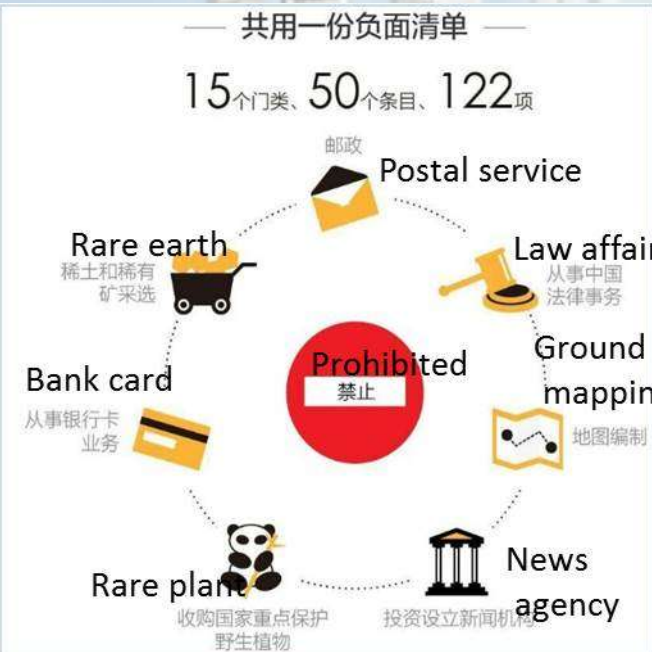 共用一份负面清单
15个门类、50个条目、122项
邮政
Postal service
Rare earth
稀土和稀有
矿采选
Law affair
从事中国
法律事务
Prohibited
禁止
Ground
mappin
地图编制
Bank card
从事银行卡
业务
Rare plant
收购国家重点保护
野生植物
News
agency
投资设立新闻机构